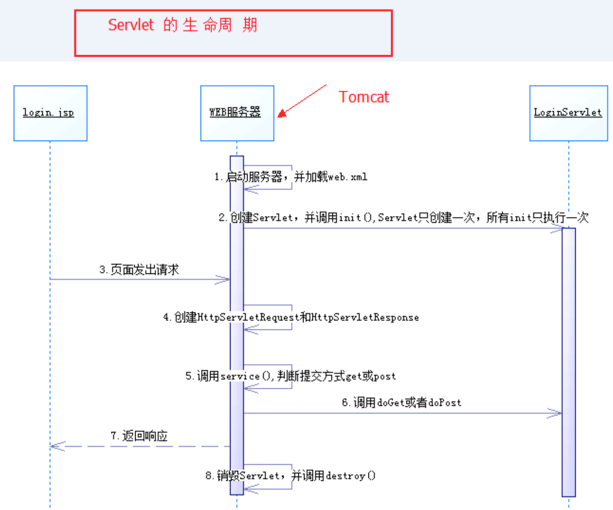 Servlet 的生命周 期
Tomcat
login.jsp
WEB服务器
LoginServlet
1.启动服务器，并加载web.xml
2.创建Servlet，并调用init(),Servlet只创建一次，所有init只执行一次
3.页面发出请求
4.创建HttpServletRequest和HttpServletResponse
5.调用service(),判断提交方式get或post
6.调用doGet或者doPost
7.返回响应
8.销毁Servlet，并调用destroy()